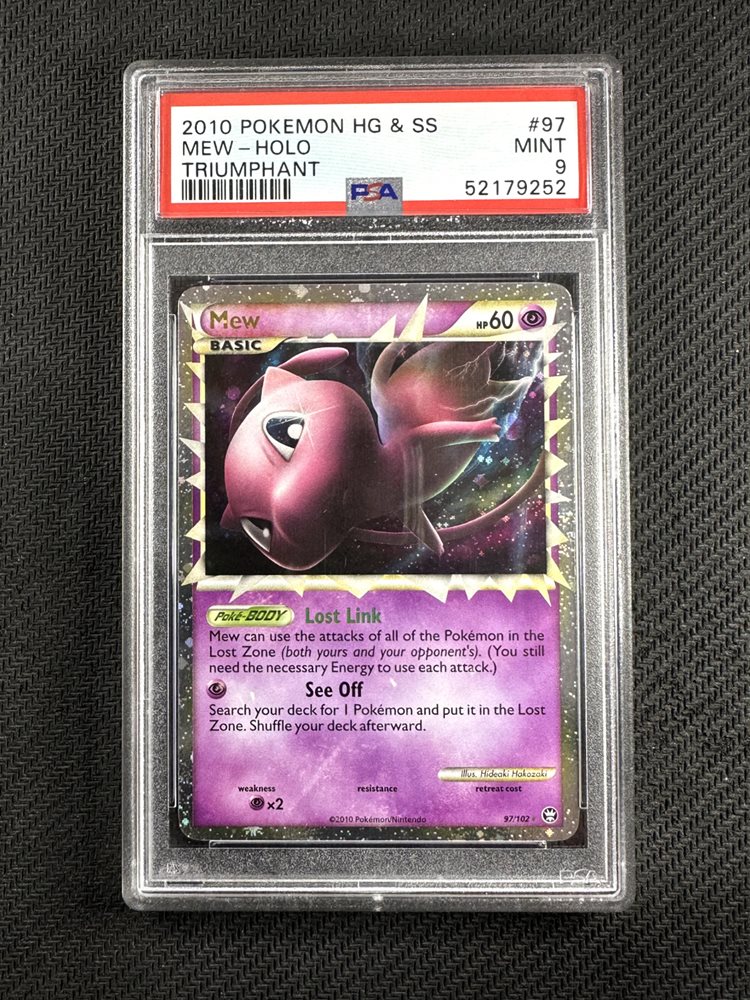 2010 POKEMON HG & SS #97
MEW - HOLO MINT
TRIUMPHANT 9
PSA 52179252
Mew HP60
BASIC
Poké-BODY Lost Link
Mew can use the attacks of all of the Pokémon in the
Lost Zone (both yours and your opponent's). (You still
need the necessary Energy to use each attack.)
See Off
Search your deck for 1 Pokémon and put it in the Lost
Zone. Shuffle your deck afterward.
Illus. Hideaki Hakozaki
weakness resistance retreat cost
×2
©2010 Pokémon/Nintendo 97/102